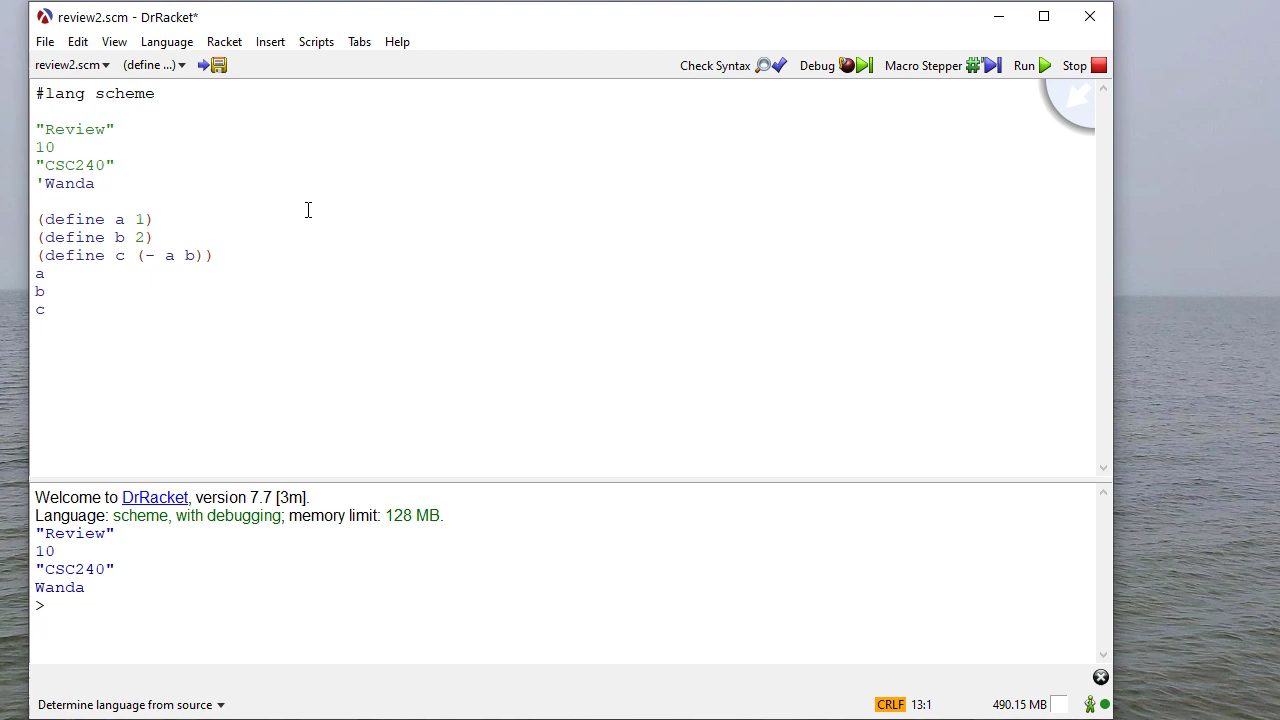 review2.scm - DrRacket*
File Edit View Language Racket Insert Scripts Tabs Help
review2.scm (define ...) Check Syntax Debug Macro Stepper Run Stop
#lang scheme
"Review"
10
"CSC240"
'Wanda
(define a 1)
(define b 2)
(define c (- a b))
a
b
c
Welcome to DrRacket, version 7.7 [3m].
Language: scheme, with debugging; memory limit: 128 MB.
"Review"
10
"CSC240"
Wanda
>
Determine language from source CRLF 13:1 490.15 MB